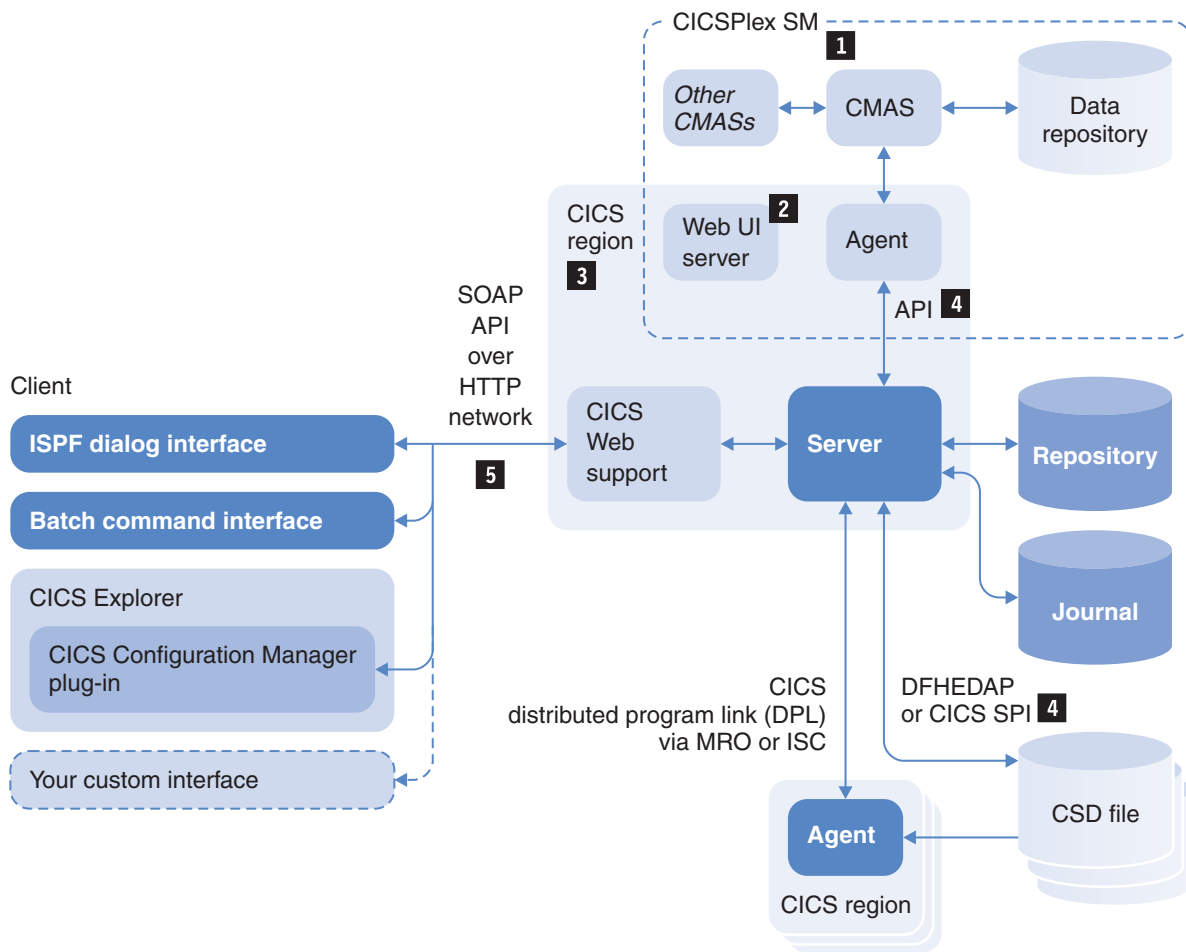 CICSPlex SM
1
Other
CMASs
CMAS
Data
repository
CICS
region
3
Web UI
server
2
Agent
API 4
SOAP
API
over
HTTP
network
5
Client
ISPF dialog interface
Batch command interface
CICS Explorer
CICS Configuration Manager
plug-in
Your custom interface
CICS
Web
support
Server
Repository
Journal
CICS
distributed program link (DPL)
via MRO or ISC
DFHEDAP
or CICS SPI 4
CSD file
Agent
CICS region